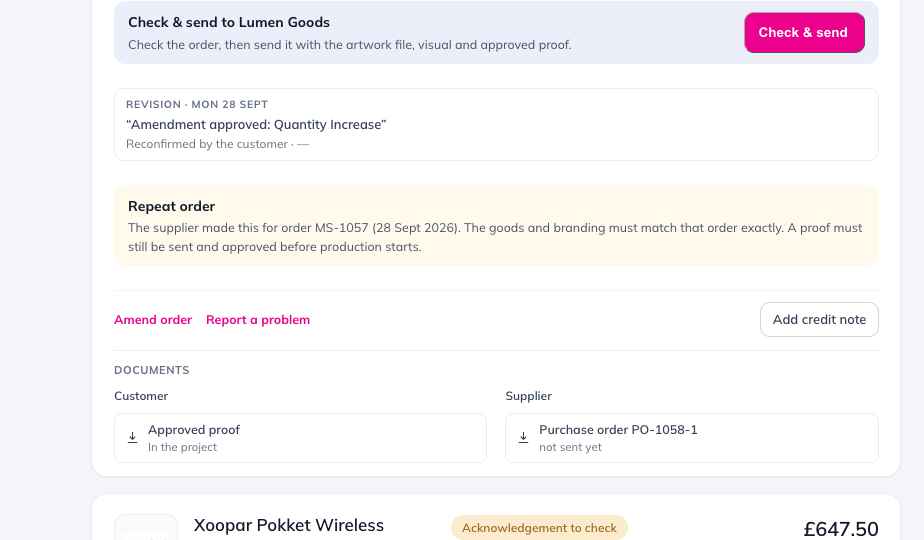 Check & send to Lumen Goods
Check the order, then send it with the artwork file, visual and approved proof.
Check & send
REVISION · MON 28 SEPT
“Amendment approved: Quantity Increase”
Reconfirmed by the customer · —
Repeat order
The supplier made this for order MS-1057 (28 Sept 2026). The goods and branding must match that order exactly. A proof must
still be sent and approved before production starts.
Amend order
Report a problem
Add credit note
DOCUMENTS
Customer
Supplier
Approved proof
In the project
Purchase order PO-1058-1
not sent yet
Xoopar Pokket Wireless
Acknowledgement to check
£647.50